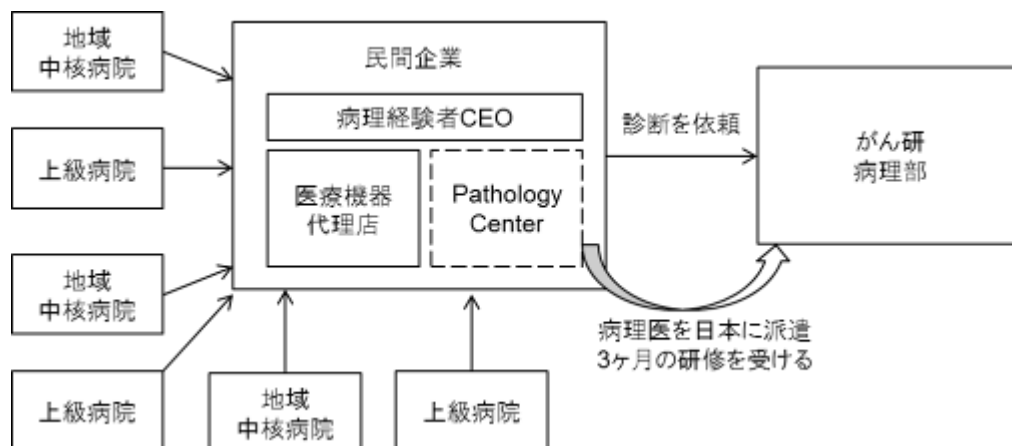 地域
中核病院
民間企業
病理経験者CEO
上級病院
医療機器
代理店
Pathology
Center
診断を依頼
がん研
病理部
地域
中核病院
病理医を日本に派遣
3ヶ月の研修を受ける
上級病院
地域
中核病院
上級病院